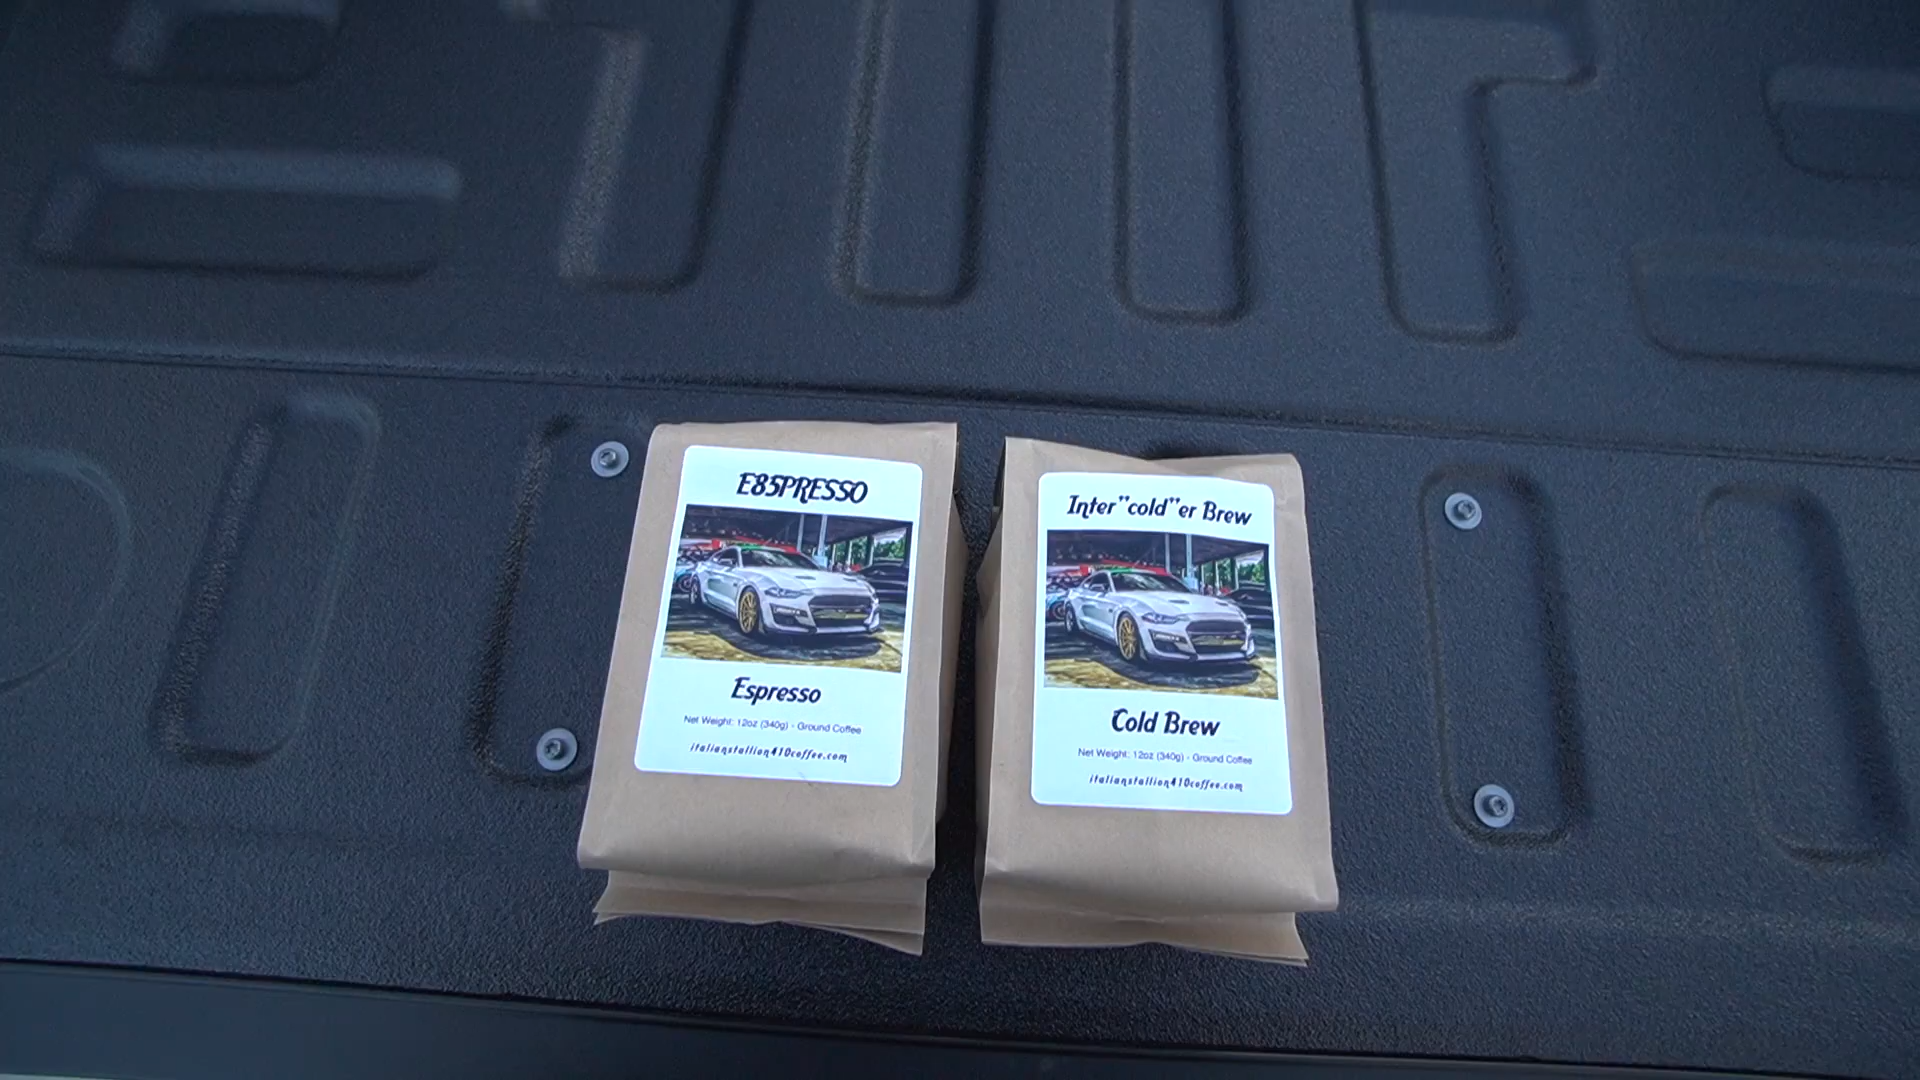 E85PRESSO
Espresso
Net Weight: 12oz (340g) - Ground Coffee
italianstallion410coffee.com
Inter"cold"er Brew
Cold Brew
Net Weight: 12oz (340g) - Ground Coffee
italianstallion410coffee.com